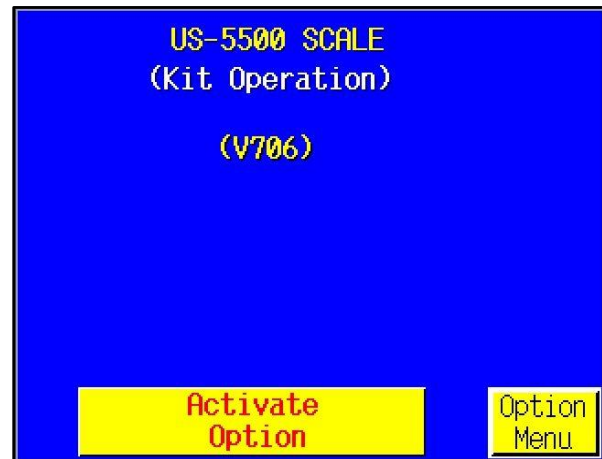 US-5500 SCALE
(Kit Operation)
(V706)
Activate
Option
Option
Menu